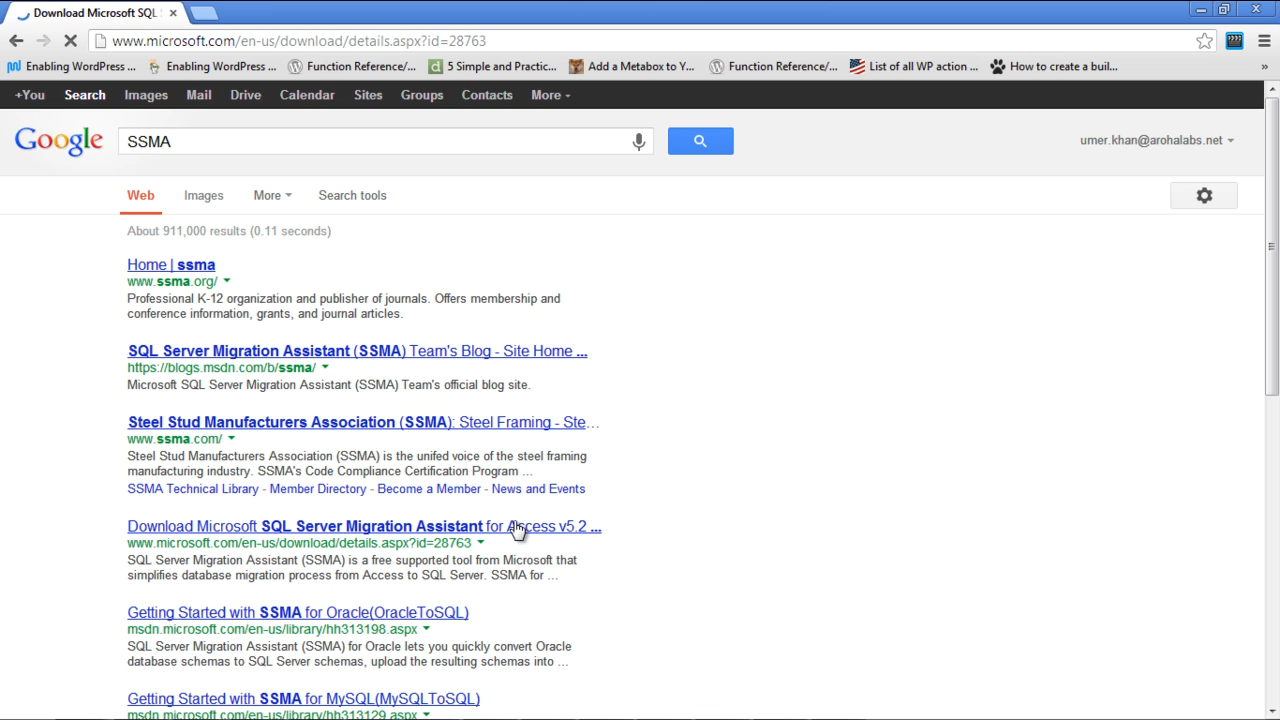 Download Microsoft SQL
www.microsoft.com/en-us/download/details.aspx?id=28763
Enabling WordPress ... Enabling WordPress ... Function Reference/... 5 Simple and Practic... Add a Metabox to Y... Function Reference/... List of all WP action ... How to create a buil... »
+You Search Images Mail Drive Calendar Sites Groups Contacts More
Google SSMA umer.khan@arohalabs.net
Web Images More Search tools
About 911,000 results (0.11 seconds)
Home | ssma
www.ssma.org/
Professional K-12 organization and publisher of journals. Offers membership and
conference information, grants, and journal articles.
SQL Server Migration Assistant (SSMA) Team's Blog - Site Home ...
https://blogs.msdn.com/b/ssma/
Microsoft SQL Server Migration Assistant (SSMA) Team's official blog site.
Steel Stud Manufacturers Association (SSMA): Steel Framing - Ste...
www.ssma.com/
Steel Stud Manufacturers Association (SSMA) is the unifed voice of the steel framing
manufacturing industry. SSMA's Code Compliance Certification Program ...
SSMA Technical Library - Member Directory - Become a Member - News and Events
Download Microsoft SQL Server Migration Assistant for Access v5.2 ...
www.microsoft.com/en-us/download/details.aspx?id=28763
SQL Server Migration Assistant (SSMA) is a free supported tool from Microsoft that
simplifies database migration process from Access to SQL Server. SSMA for ...
Getting Started with SSMA for Oracle(OracleToSQL)
msdn.microsoft.com/en-us/library/hh313198.aspx
SQL Server Migration Assistant (SSMA) for Oracle lets you quickly convert Oracle
database schemas to SQL Server schemas, upload the resulting schemas into ...
Getting Started with SSMA for MySQL(MySQLToSQL)
msdn.microsoft.com/en-us/library/hh313129.aspx